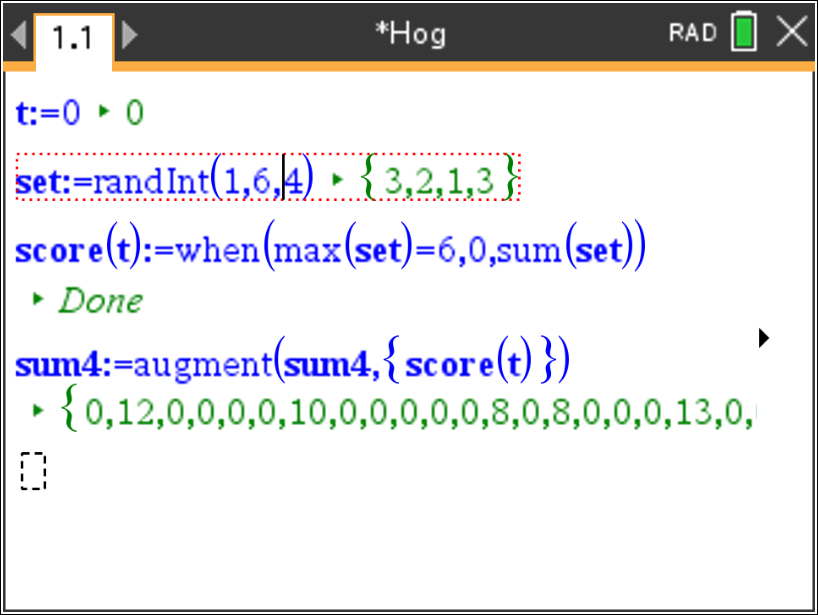 1.1 *Hog RAD
t:=0 ▸ 0
set:=randInt(1,6,4) ▸ {3,2,1,3}
score(t):=when(max(set)=6,0,sum(set))
▸ Done
sum4:=augment(sum4,{score(t)})
▸ {0,12,0,0,0,0,10,0,0,0,0,0,8,0,8,0,0,0,13,0,